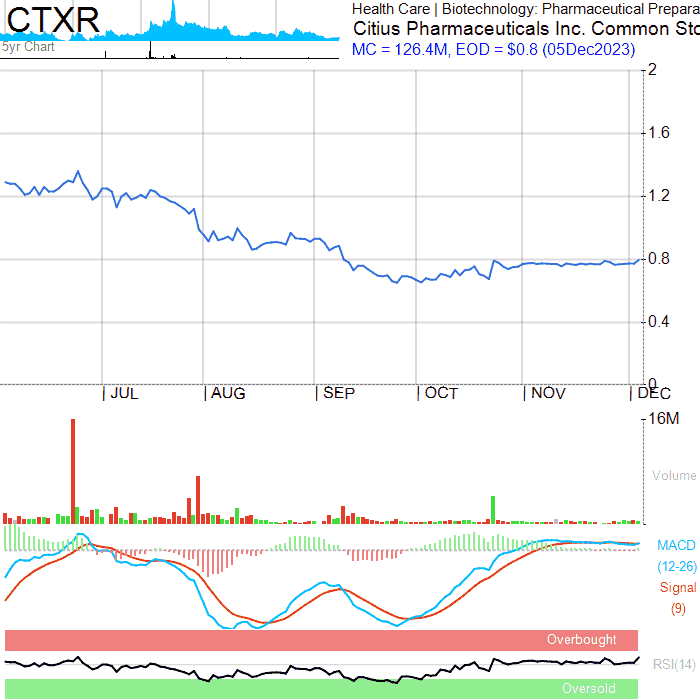 CTXR
5yr Chart
Health Care | Biotechnology: Pharmaceutical Prepara
Citius Pharmaceuticals Inc. Common Sto
MC = 126.4M, EOD = $0.8 (05Dec2023)
2
1.6
1.2
0.8
0.4
0
| JUL | AUG | SEP | OCT | NOV | DEC
16M
Volume
MACD
(12-26)
Signal
(9)
Overbought
RSI(14)
Oversold